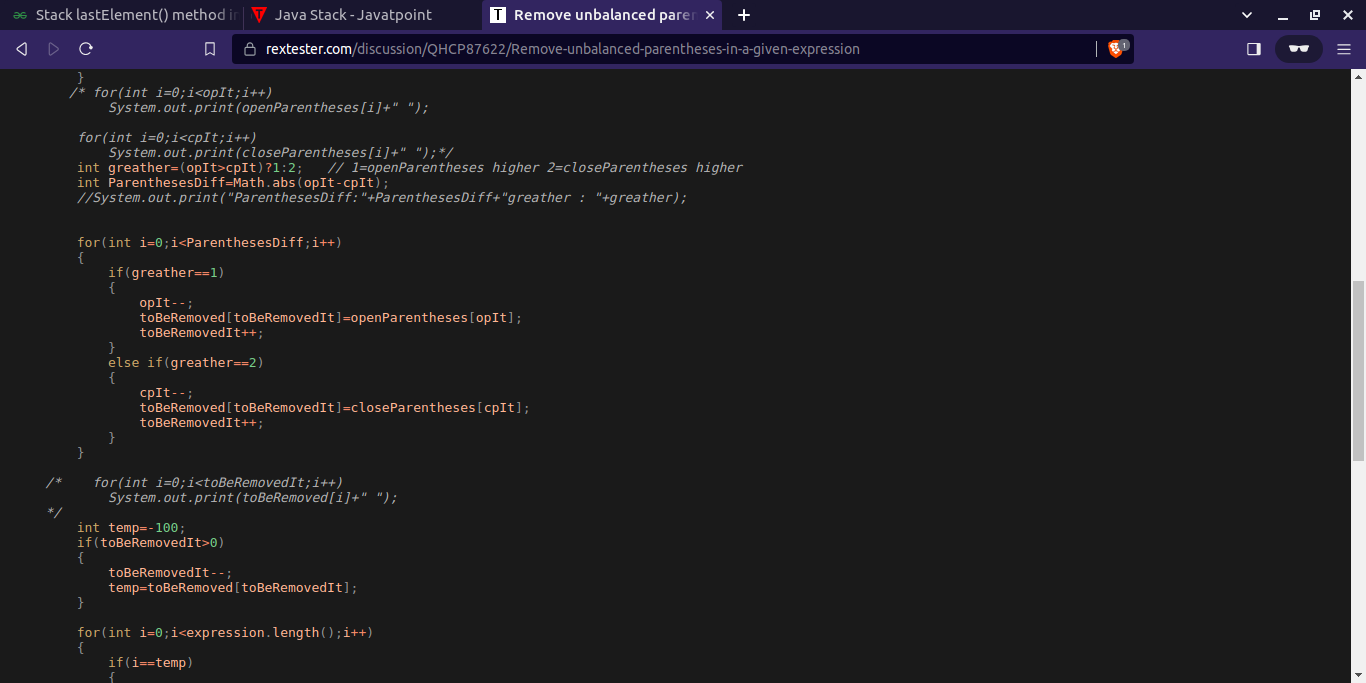 Stack lastElement() method in
Java Stack - Javatpoint
Remove unbalanced paren
rextester.com/discussion/QHCP87622/Remove-unbalanced-parentheses-in-a-given-expression
1
}
/* for(int i=0;i<opIt;i++)
System.out.print(openParentheses[i]+" ");
for(int i=0;i<cpIt;i++)
System.out.print(closeParentheses[i]+" ");*/
int greather=(opIt>cpIt)?1:2;   // 1=openParentheses higher 2=closeParentheses higher
int ParenthesesDiff=Math.abs(opIt-cpIt);
//System.out.print("ParenthesesDiff:"+ParenthesesDiff+"greather : "+greather);
for(int i=0;i<ParenthesesDiff;i++)
{
if(greather==1)
{
opIt--;
toBeRemoved[toBeRemovedIt]=openParentheses[opIt];
toBeRemovedIt++;
}
else if(greather==2)
{
cpIt--;
toBeRemoved[toBeRemovedIt]=closeParentheses[cpIt];
toBeRemovedIt++;
}
}
/*    for(int i=0;i<toBeRemovedIt;i++)
System.out.print(toBeRemoved[i]+" ");
*/
int temp=-100;
if(toBeRemovedIt>0)
{
toBeRemovedIt--;
temp=toBeRemoved[toBeRemovedIt];
}
for(int i=0;i<expression.length();i++)
{
if(i==temp)
{